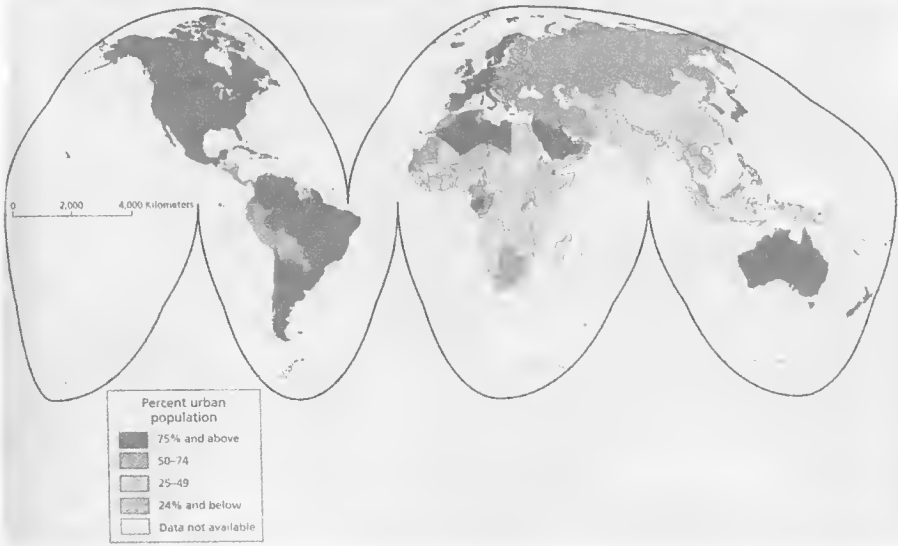 0 2,000 4,000 Kilometers
Percent urban
population
75% and above
50–74
25–49
24% and below
Data not available